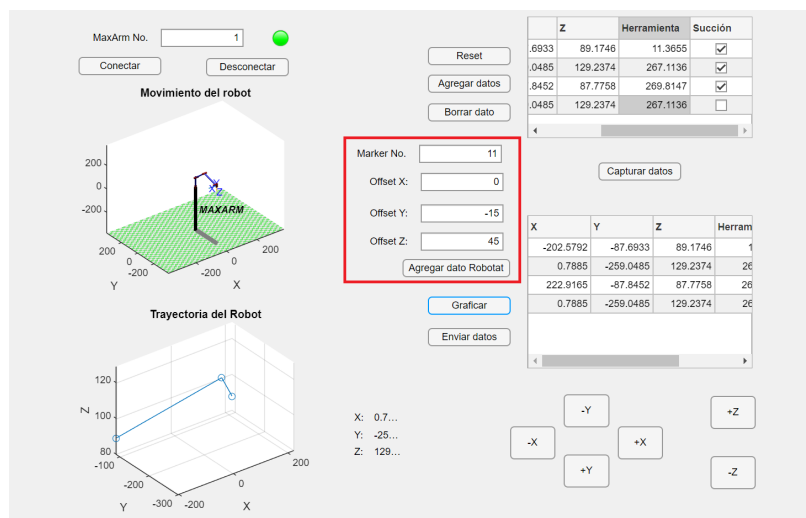 MaxArm No. 1
Conectar Desconectar
Movimiento del robot
200
0
-200
MAXARM
X Y Z
200
0
-200
Y
-200
0
200
X
Trayectoria del Robot
120
100
80
Z
-100
-200
-300
Y
-200
0
200
X
Reset
Agregar datos
Borrar dato
Marker No. 11
Offset X: 0
Offset Y: -15
Offset Z: 45
Agregar dato Robotat
Graficar
Enviar datos
X: 0.7...
Y: -25...
Z: 129...
Z Herramienta Succión
.6933 89.1746 11.3655
.0485 129.2374 267.1136
.8452 87.7758 269.8147
.0485 129.2374 267.1136
Capturar datos
X Y Z Herram
-202.5792 -87.6933 89.1746 1
0.7885 -259.0485 129.2374 26
222.9165 -87.8452 87.7758 26
0.7885 -259.0485 129.2374 26
-Y +Z
-X +X
+Y -Z